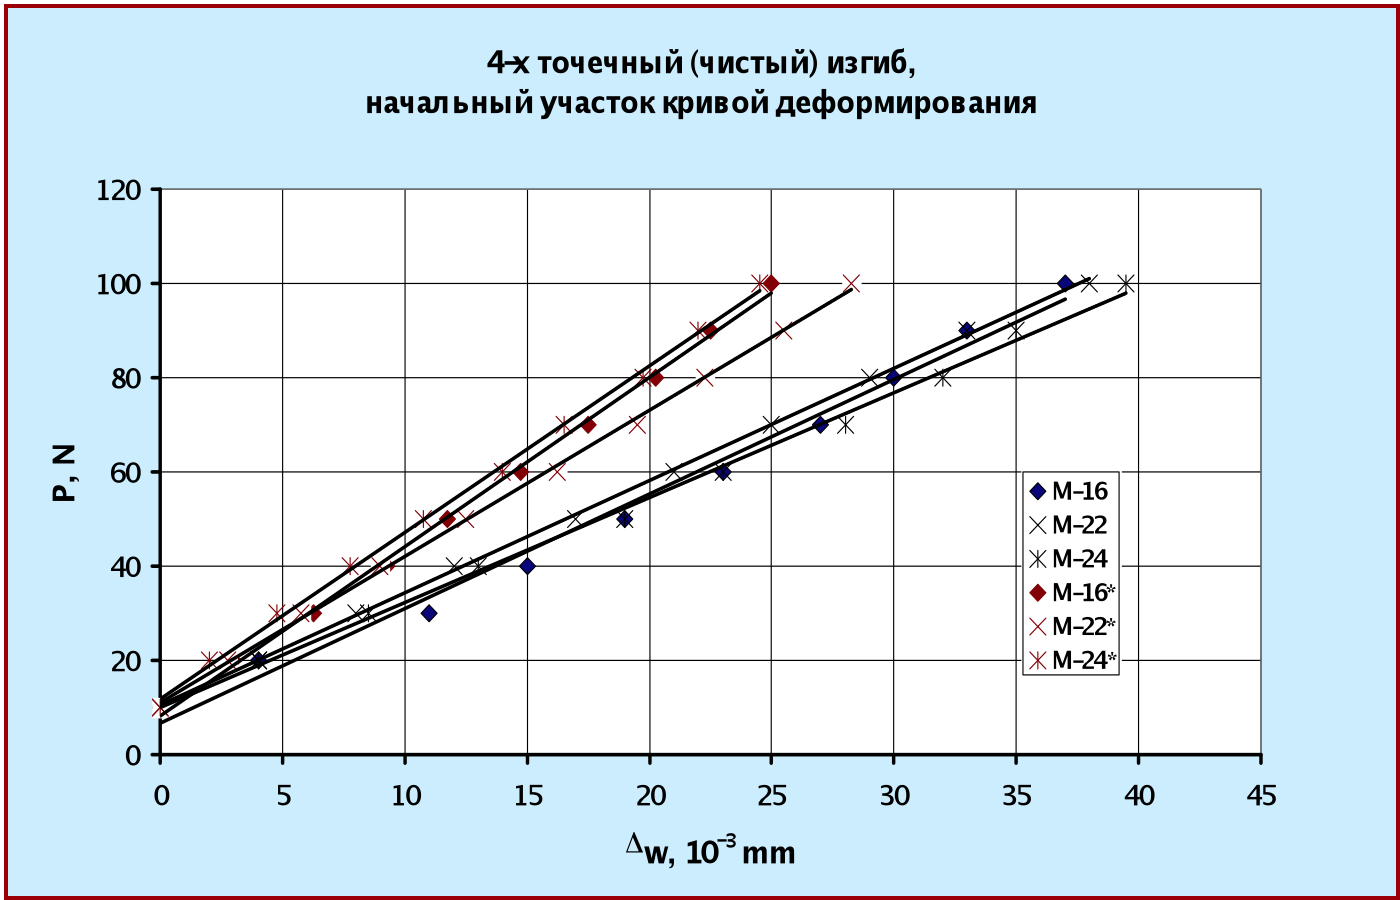 4-х точечный (чистый) изгиб,
начальный участок кривой деформирования
120
100
80
60
40
20
0
P, N
0 5 10 15 20 25 30 35 40 45
Δw, 10⁻³ mm
M-16
M-22
M-24
M-16*
M-22*
M-24*